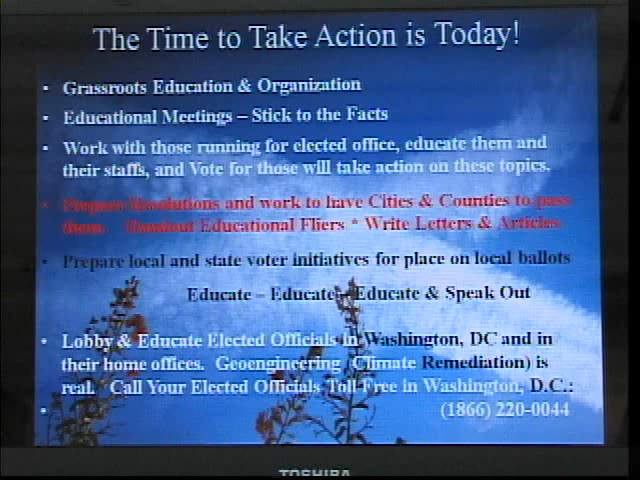 The Time to Take Action is Today!
• Grassroots Education & Organization
• Educational Meetings – Stick to the Facts
• Work with those running for elected office, educate them and
their staffs, and Vote for those will take action on these topics.
• Prepare Resolutions and work to have Cities & Counties to pass
them. Handout Educational Fliers * Write Letters & Articles
• Prepare local and state voter initiatives for place on local ballots
Educate – Educate – Educate & Speak Out
• Lobby & Educate Elected Officials in Washington, DC and in
their home offices. Geoengineering (Climate Remediation) is
real. Call Your Elected Officials Toll Free in Washington, D.C.:
• (1866) 220-0044
TOSHIBA